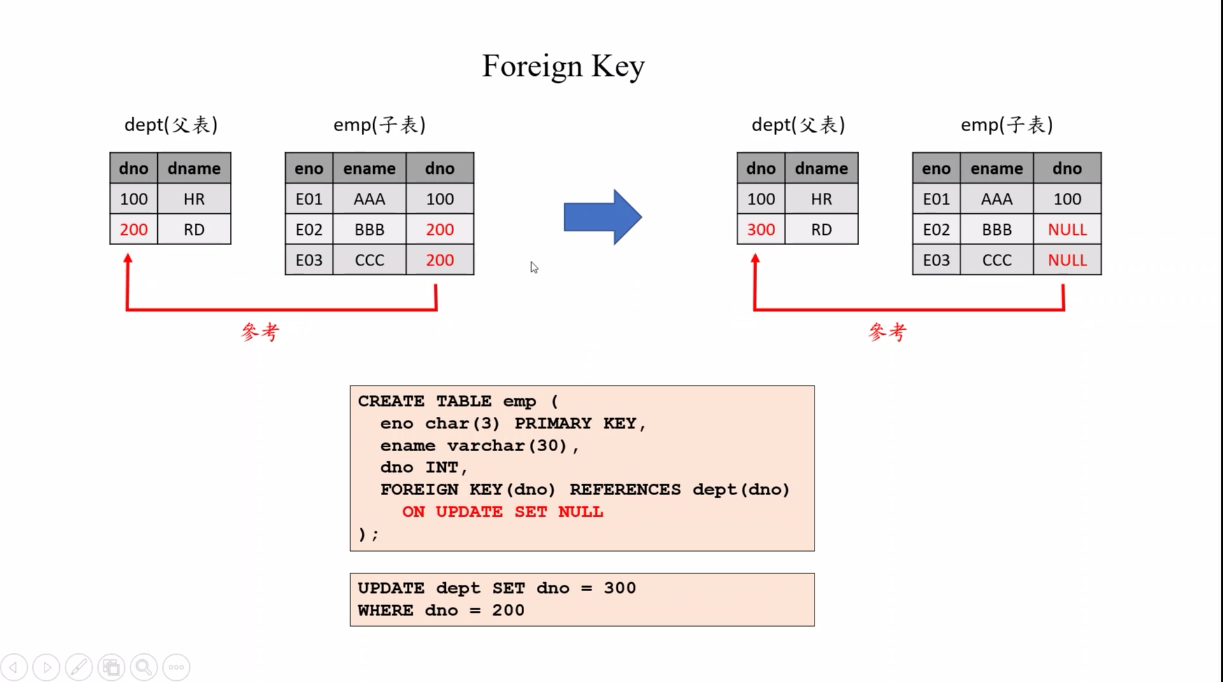 Foreign Key
dept(父表)
dno dname
100 HR
200 RD
emp(子表)
eno ename dno
E01 AAA 100
E02 BBB 200
E03 CCC 200
參考
dept(父表)
dno dname
100 HR
300 RD
emp(子表)
eno ename dno
E01 AAA 100
E02 BBB NULL
E03 CCC NULL
參考
CREATE TABLE emp (
eno char(3) PRIMARY KEY,
ename varchar(30),
dno INT,
FOREIGN KEY(dno) REFERENCES dept(dno)
ON UPDATE SET NULL
);
UPDATE dept SET dno = 300
WHERE dno = 200